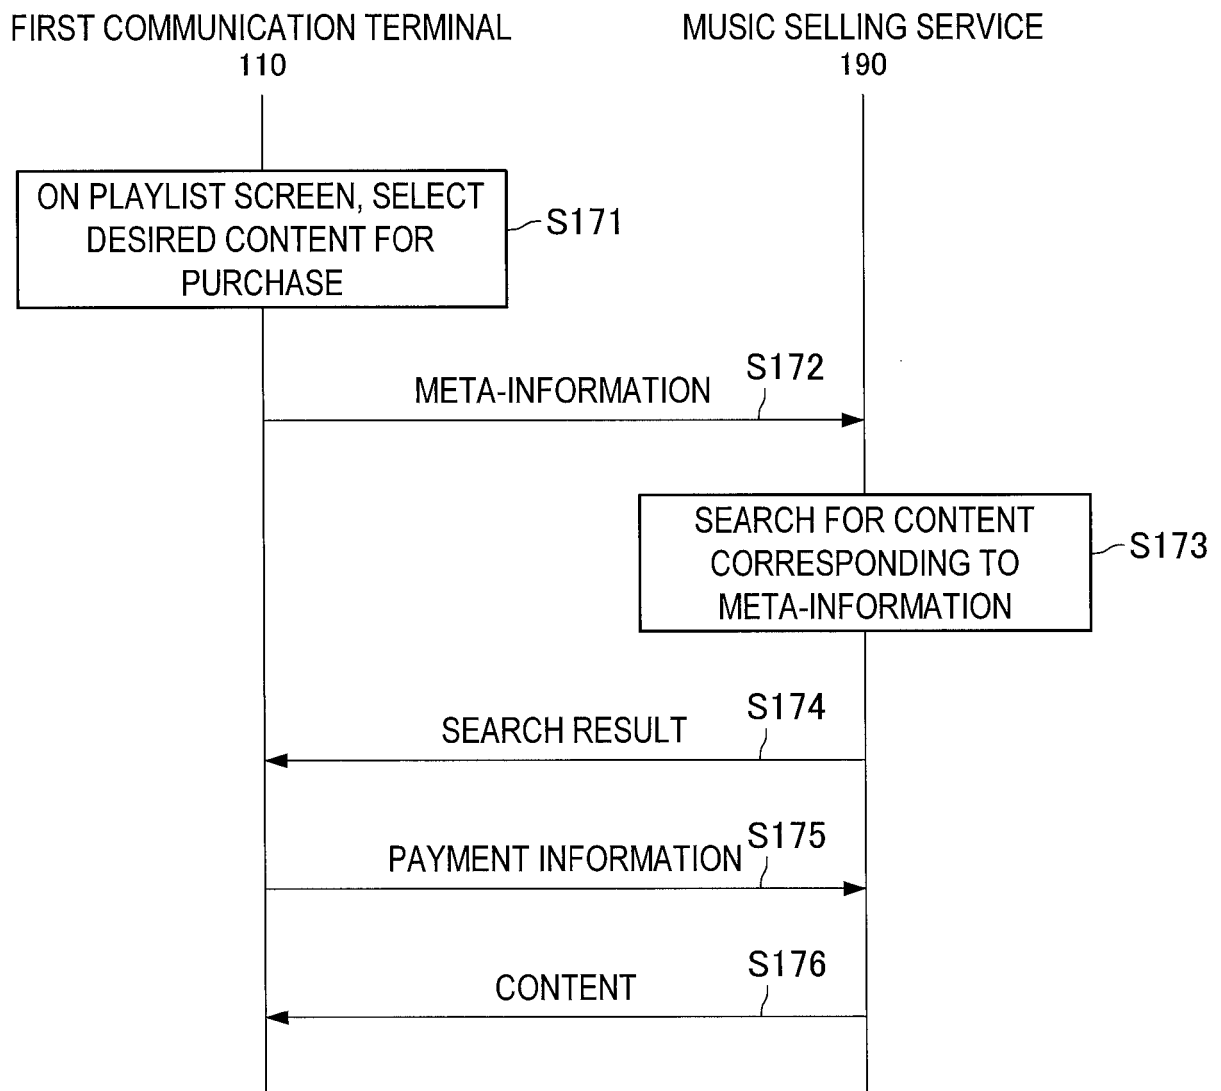 FIRST COMMUNICATION TERMINAL
110
MUSIC SELLING SERVICE
190
ON PLAYLIST SCREEN, SELECT
DESIRED CONTENT FOR
PURCHASE
S171
S172
META-INFORMATION
SEARCH FOR CONTENT
CORRESPONDING TO
META-INFORMATION
S173
S174
SEARCH RESULT
S175
PAYMENT INFORMATION
S176
CONTENT